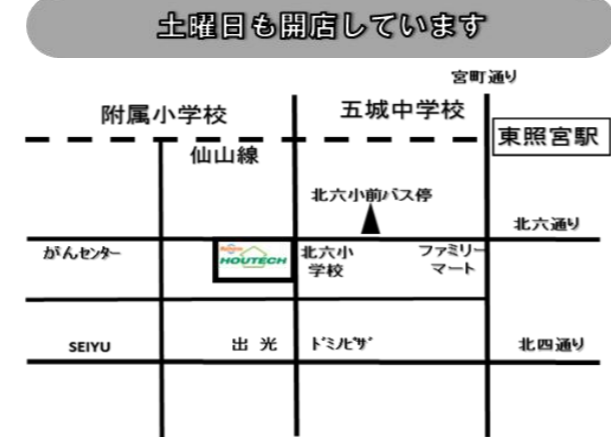 土曜日も開店しています
宮町通り
附属小学校
五城中学校
東照宮駅
仙山線
北六小前バス停
北六通り
がんセンター
HOUTECH
北六小
学校
ファミリー
マート
SEIYU
出光
ドミノピザ
北四通り